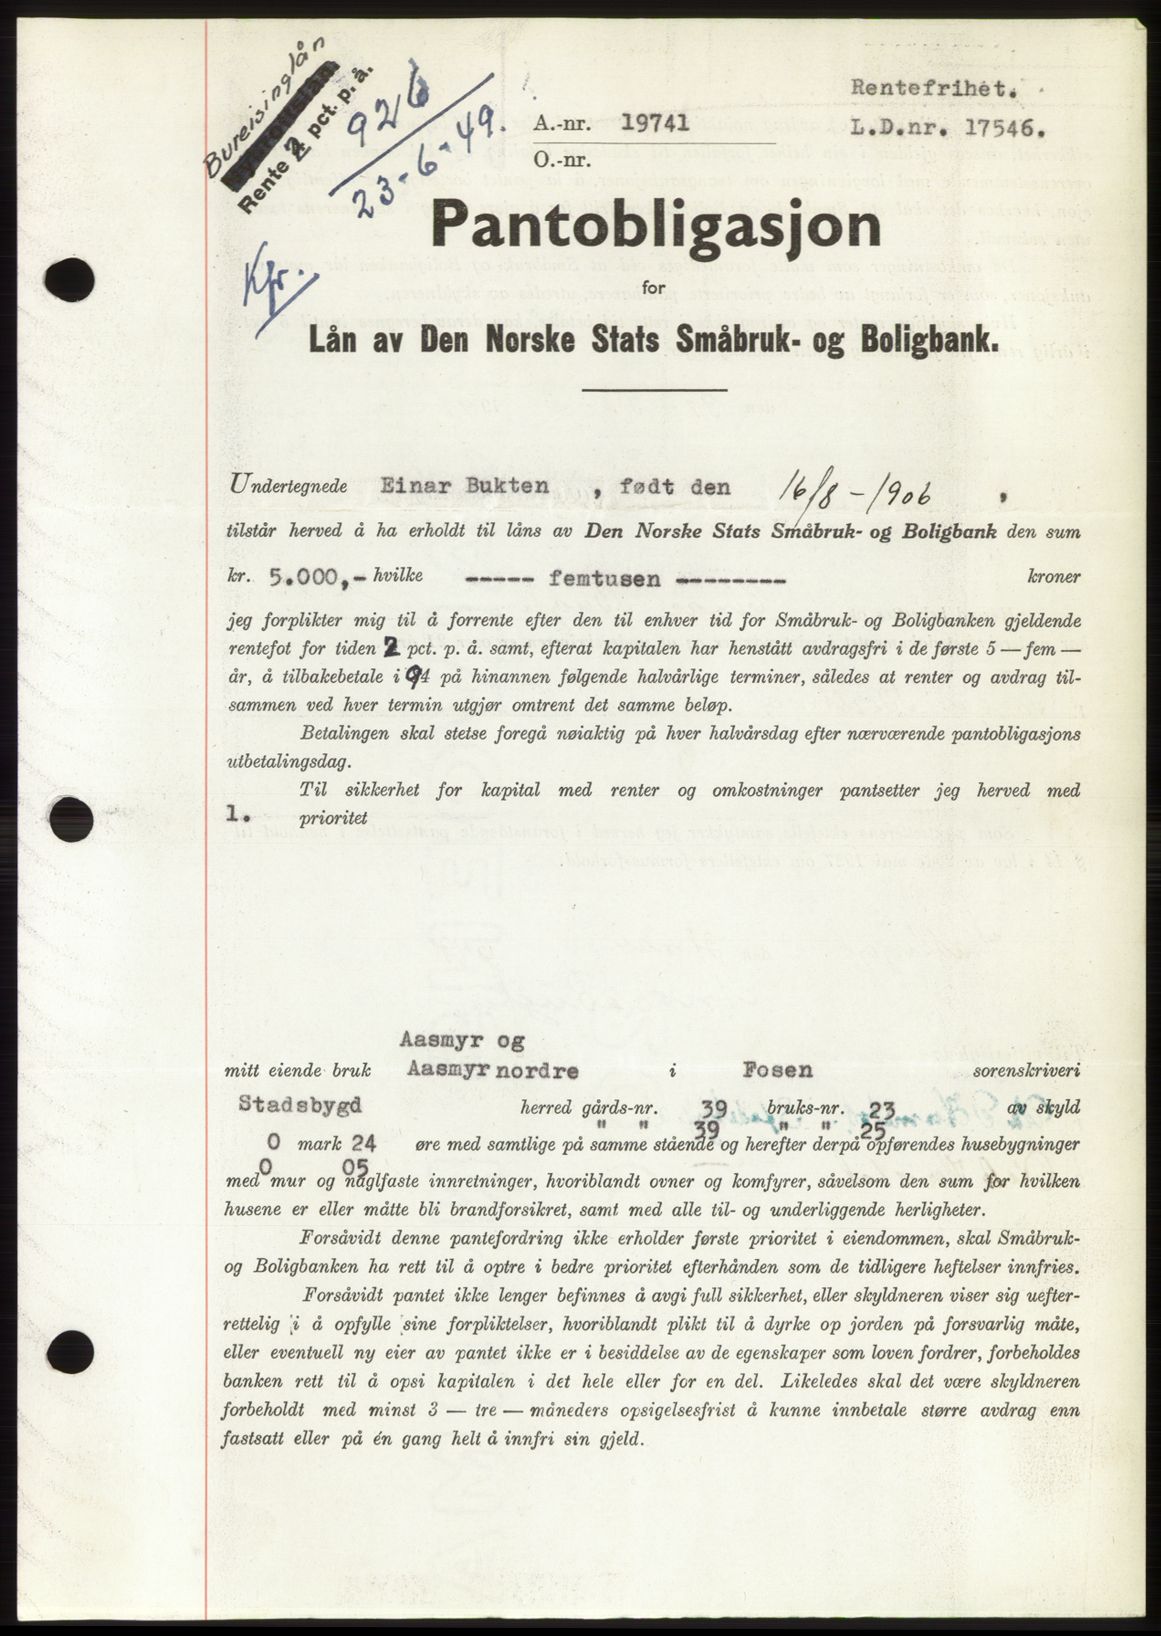 Bureisinglån
Rente 2 pct. p. å.
926
23-6-49.
Kfr.
Rentefrihet.
L.D.nr. 17546.
A.-nr. 19741
O.-nr.
Pantobligasjon
for
Lån av Den Norske Stats Småbruk- og Boligbank.
Undertegnede Einar Bukten , født den 16/8-1906 ,
tilstår herved å ha erholdt til låns av Den Norske Stats Småbruk- og Boligbank den sum
kr. 5.000,- hvilke ----- femtusen -------- kroner
jeg forplikter mig til å forrente efter den til enhver tid for Småbruk- og Boligbanken gjeldende
rentefot for tiden 2 pct. p. å. samt, efterat kapitalen har henstått avdragsfri i de første 5 — fem —
år, å tilbakebetale i 94 på hinannen følgende halvårlige terminer, således at renter og avdrag til-
sammen ved hver termin utgjør omtrent det samme beløp.
Betalingen skal stetse foregå nøiaktig på hver halvårsdag efter nærværende pantobligasjons
utbetalingsdag.
Til sikkerhet for kapital med renter og omkostninger pantsetter jeg herved med
1. prioritet
Aasmyr og
mitt eiende bruk Aasmyr nordre i Fosen sorenskriveri
Stadsbygd herred gårds-nr. 39 bruks-nr. 23 av skyld
" " 39 " " 25
0 mark 24 øre med samtlige på samme stående og herefter derpå opførendes husebygninger
0 05
med mur og naglfaste innretninger, hvoriblandt ovner og komfyrer, såvelsom den sum for hvilken
husene er eller måtte bli brandforsikret, samt med alle til- og underliggende herligheter.
Forsåvidt denne pantefordring ikke erholder første prioritet i eiendommen, skal Småbruk-
og Boligbanken ha rett til å optre i bedre prioritet efterhånden som de tidligere heftelser innfries.
Forsåvidt pantet ikke lenger befinnes å avgi full sikkerhet, eller skyldneren viser sig uefter-
rettelig i å opfylle sine forpliktelser, hvoriblandt plikt til å dyrke op jorden på forsvarlig måte,
eller eventuell ny eier av pantet ikke er i besiddelse av de egenskaper som loven fordrer, forbeholdes
banken rett til å opsi kapitalen i det hele eller for en del. Likeledes skal det være skyldneren
forbeholdt med minst 3 — tre — måneders opsigelsesfrist å kunne innbetale større avdrag enn
fastsatt eller på én gang helt å innfri sin gjeld.